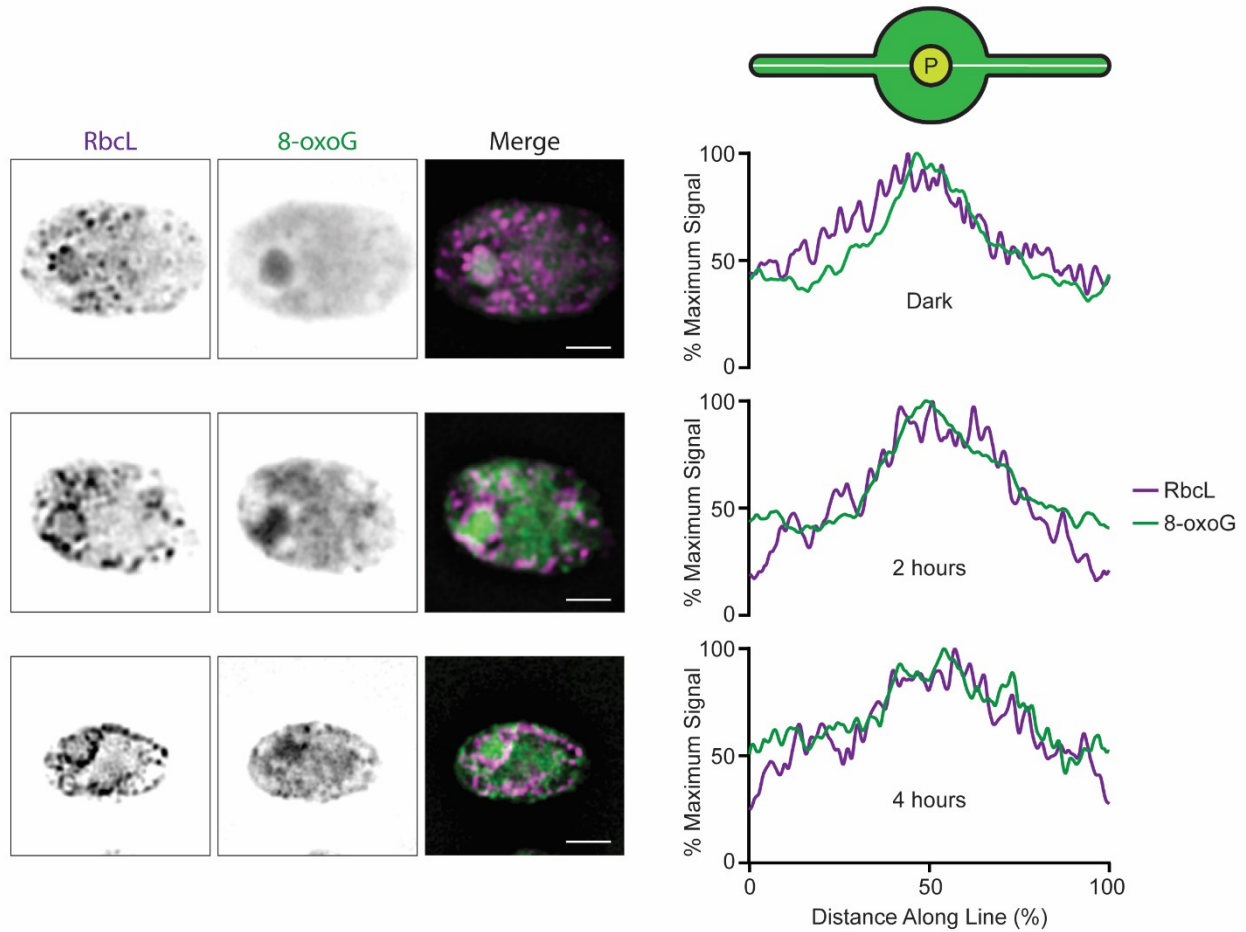 P
RbcL
8-oxoG
Merge
100
50
0
% Maximum Signal
Dark
100
50
0
% Maximum Signal
2 hours
RbcL
8-oxoG
100
50
0
% Maximum Signal
4 hours
0
50
100
Distance Along Line (%)